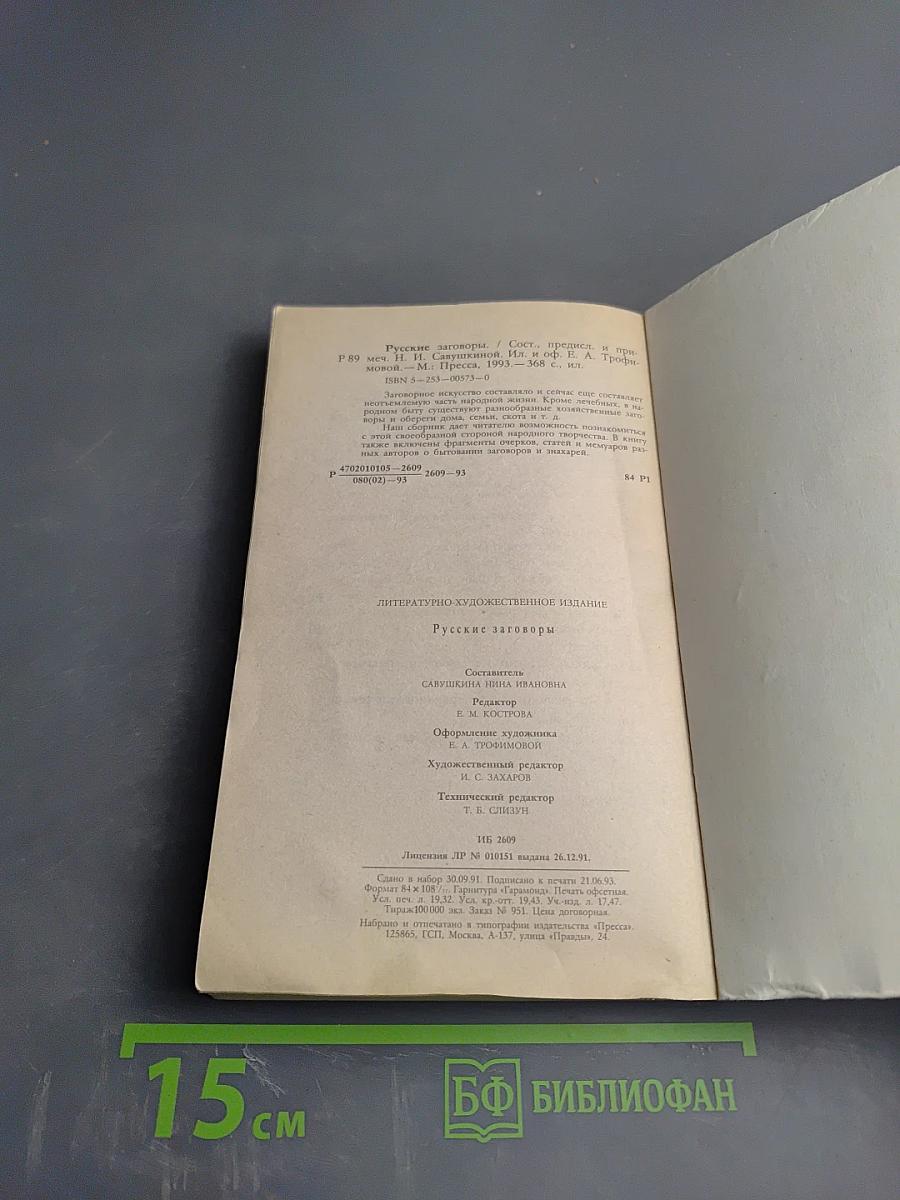 Русские заговоры. / Сост., предисл. и при-
Р 89 меч. Н. И. Савушкиной. Ил. и оф. Е. А. Трофи-
мовой. — М.: Пресса, 1993. — 368 с., ил.
ISBN 5—253—00573—0
Заговорное искусство составляло и сейчас еще составляет
неотъемлемую часть народной жизни. Кроме лечебных, в на-
родном быту существуют разнообразные хозяйственные заго-
воры и обереги дома, семьи, скота и т. д.
Наш сборник дает читателю возможность познакомиться
с этой своеобразной стороной народного творчества. В книгу
также включены фрагменты очерков, статей и мемуаров раз-
ных авторов о бытовании заговоров и знахарей.
Р 4702010105—2609 2609—93
080(02)—93
84 Р1
ЛИТЕРАТУРНО-ХУДОЖЕСТВЕННОЕ ИЗДАНИЕ
Русские заговоры
Составитель
САВУШКИНА НИНА ИВАНОВНА
Редактор
Е. М. КОСТРОВА
Оформление художника
Е. А. ТРОФИМОВОЙ
Художественный редактор
И. С. ЗАХАРОВ
Технический редактор
Т. Б. СЛИЗУН
ИБ 2609
Лицензия ЛР № 010151 выдана 26.12.91.
Сдано в набор 30.09.91. Подписано к печати 21.06.93.
Формат 84 × 108 Гарнитура «Гарамонд». Печать офсетная.
Усл. печ. л. 19,32. Усл. кр.-отт. 19,43. Уч.-изд. л. 17,47.
Тираж 100 000 экз. Заказ № 951. Цена договорная.
Набрано и отпечатано в типографии издательства «Пресса».
125865, ГСП, Москва, А-137, улица «Правды», 24.
15 см
БФ БИБЛИОФАН